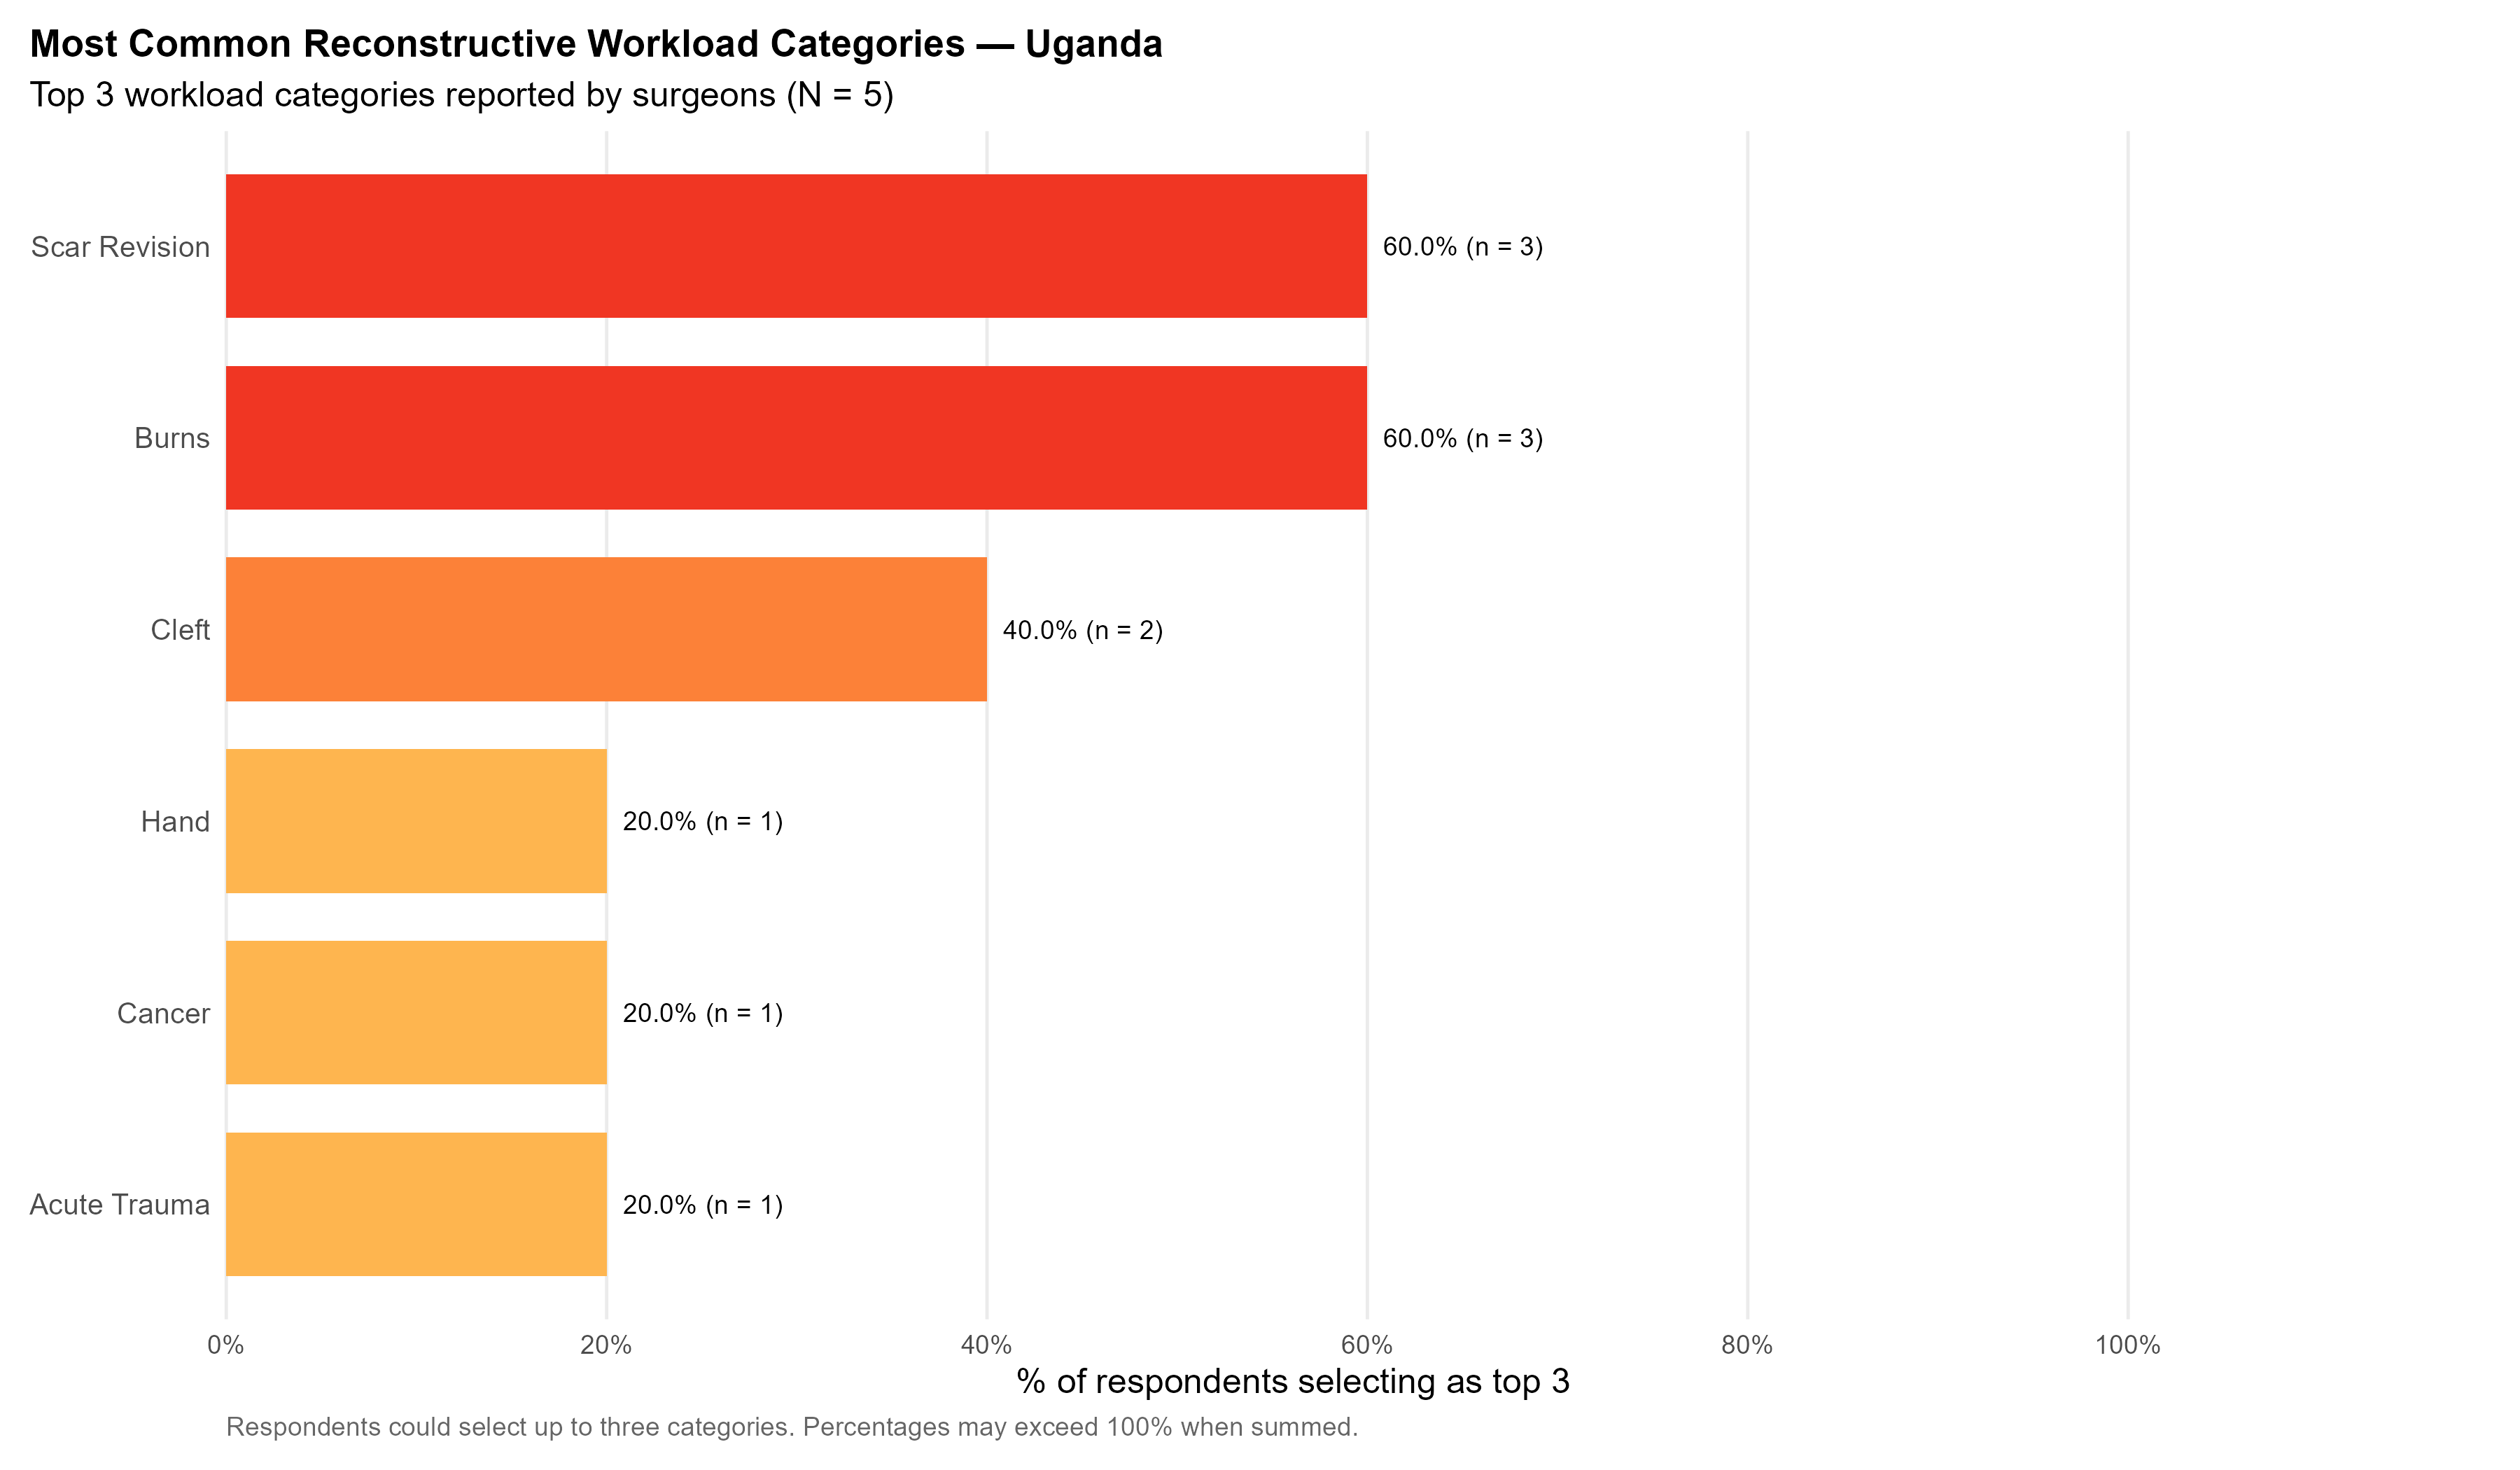 Most Common Reconstructive Workload Categories — Uganda
Top 3 workload categories reported by surgeons (N = 5)
Scar Revision
60.0% (n = 3)
Burns
60.0% (n = 3)
Cleft
40.0% (n = 2)
Hand
20.0% (n = 1)
Cancer
20.0% (n = 1)
Acute Trauma
20.0% (n = 1)
0%
20%
40%
60%
80%
100%
% of respondents selecting as top 3
Respondents could select up to three categories. Percentages may exceed 100% when summed.